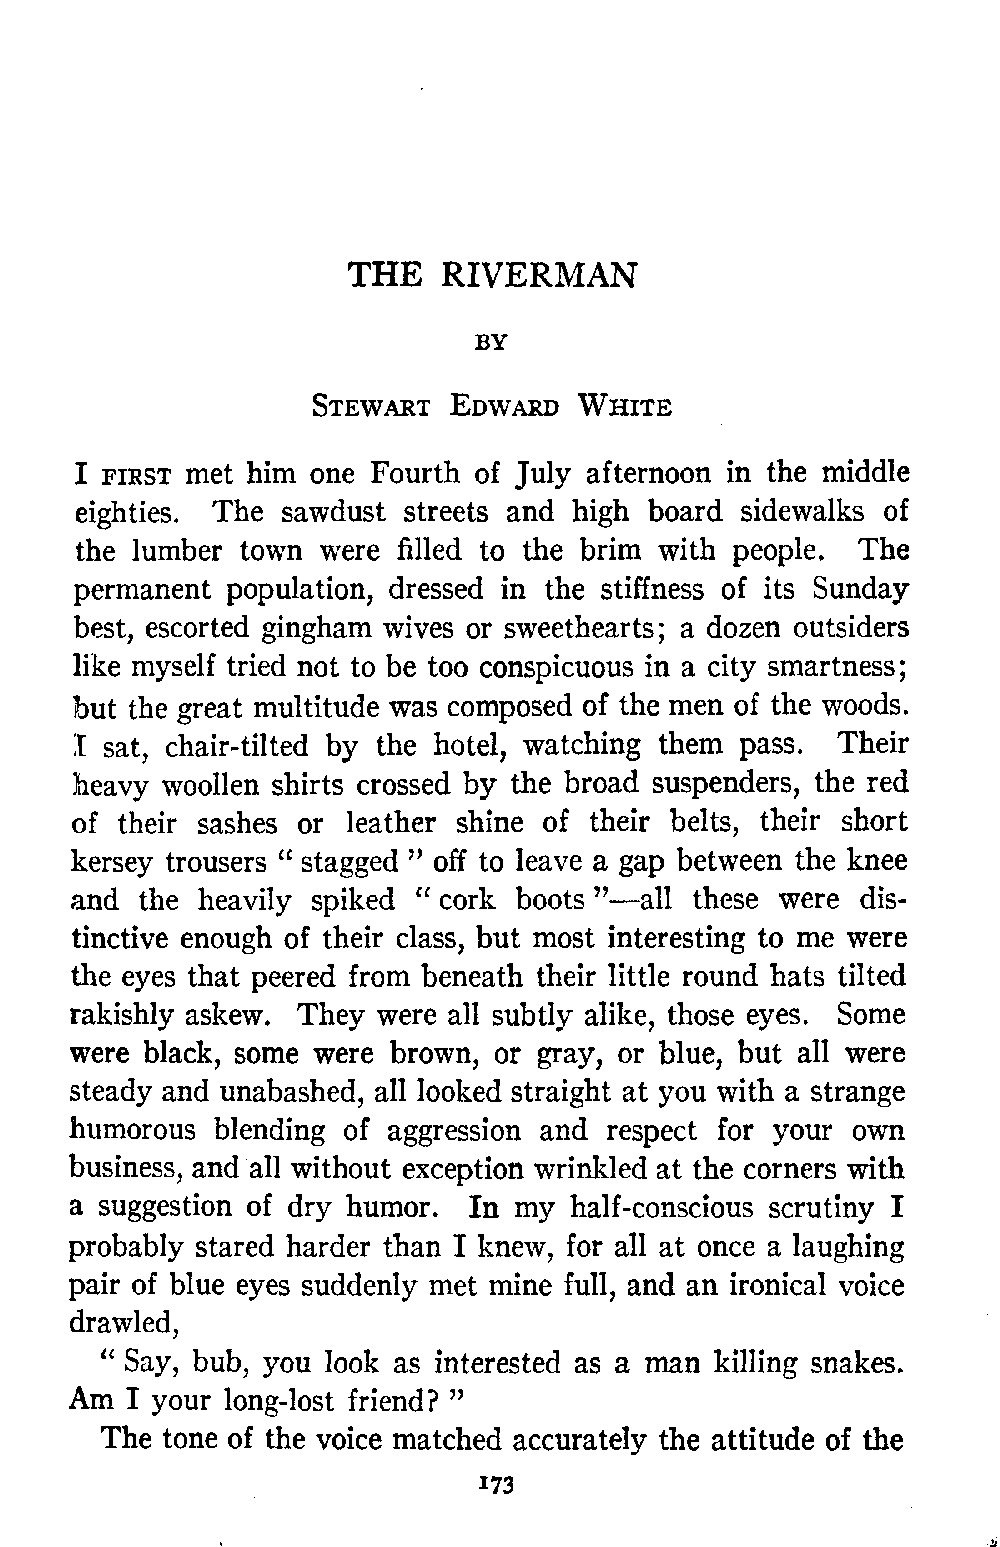 THE RIVERMAN
BY
STEWART EDWARD WHITE
I FIRST met him one Fourth of July afternoon in the middle
eighties. The sawdust streets and high board sidewalks of
the lumber town were filled to the brim with people. The
permanent population, dressed in the stiffness of its Sunday
best, escorted gingham wives or sweethearts; a dozen outsiders
like myself tried not to be too conspicuous in a city smartness;
but the great multitude was composed of the men of the woods.
I sat, chair-tilted by the hotel, watching them pass. Their
heavy woollen shirts crossed by the broad suspenders, the red
of their sashes or leather shine of their belts, their short
kersey trousers “ stagged ” off to leave a gap between the knee
and the heavily spiked “ cork boots ”—all these were dis-
tinctive enough of their class, but most interesting to me were
the eyes that peered from beneath their little round hats tilted
rakishly askew. They were all subtly alike, those eyes. Some
were black, some were brown, or gray, or blue, but all were
steady and unabashed, all looked straight at you with a strange
humorous blending of aggression and respect for your own
business, and all without exception wrinkled at the corners with
a suggestion of dry humor. In my half-conscious scrutiny I
probably stared harder than I knew, for all at once a laughing
pair of blue eyes suddenly met mine full, and an ironical voice
drawled,
“ Say, bub, you look as interested as a man killing snakes.
Am I your long-lost friend? ”
The tone of the voice matched accurately the attitude of the
173